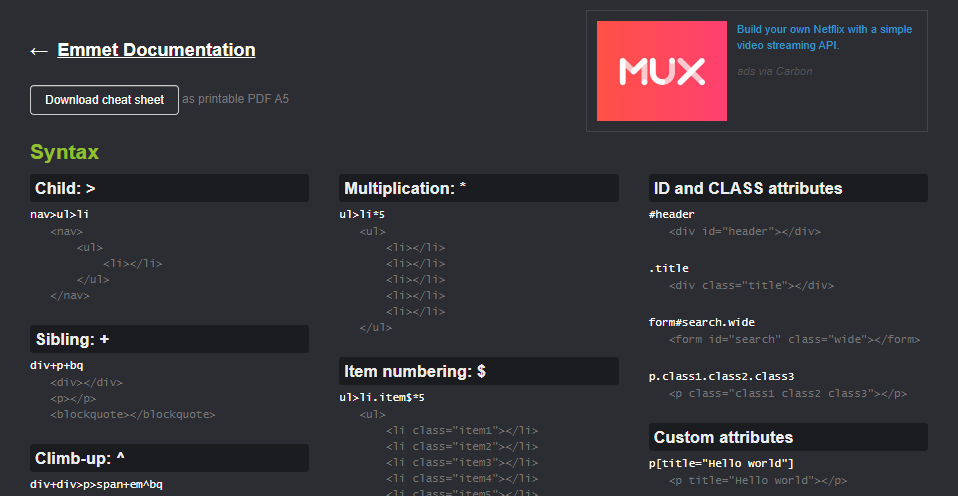 ← Emmet Documentation
Download cheat sheet as printable PDF A5
MUX
Build your own Netflix with a simple
video streaming API.
ads via Carbon
Syntax
Child: >
nav>ul>li
<nav>
<ul>
<li></li>
</ul>
</nav>
Sibling: +
div+p+bq
<div></div>
<p></p>
<blockquote></blockquote>
Climb-up: ^
div+div>p>span+em^bq
Multiplication: *
ul>li*5
<ul>
<li></li>
<li></li>
<li></li>
<li></li>
<li></li>
</ul>
Item numbering: $
ul>li.item$*5
<ul>
<li class="item1"></li>
<li class="item2"></li>
<li class="item3"></li>
<li class="item4"></li>
<li class="item5"></li>
ID and CLASS attributes
#header
<div id="header"></div>
.title
<div class="title"></div>
form#search.wide
<form id="search" class="wide"></form>
p.class1.class2.class3
<p class="class1 class2 class3"></p>
Custom attributes
p[title="Hello world"]
<p title="Hello world"></p>